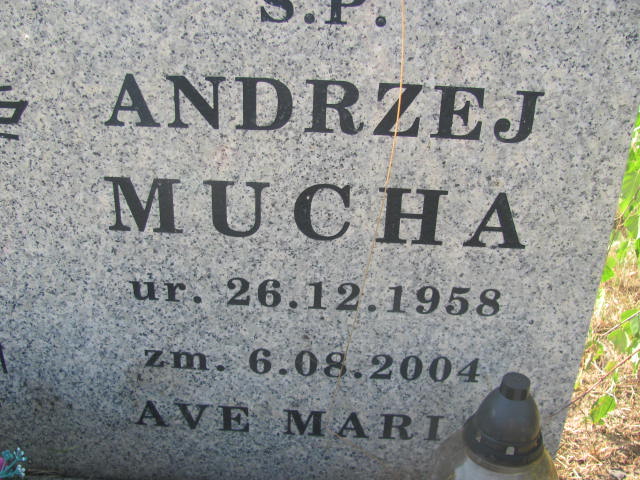 Ś.P.
ANDRZEJ
MUCHA
ur. 26.12.1958
zm. 6.08.2004
AVE MARI